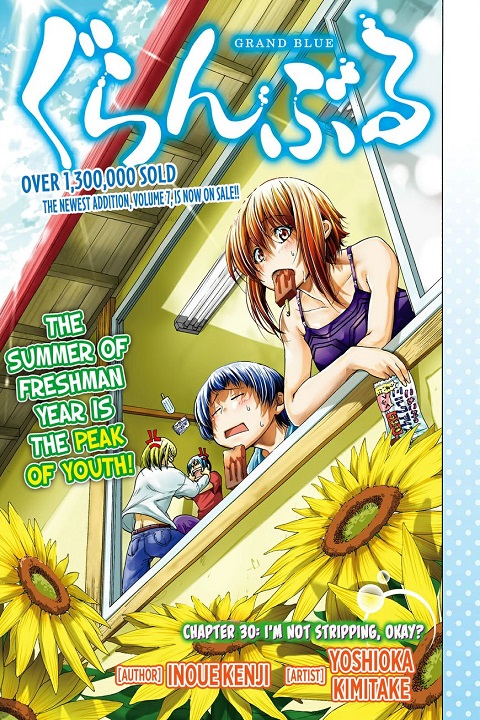 ぐらんぶる
GRAND BLUE
OVER 1,300,000 SOLD
THE NEWEST ADDITION, VOLUME 7, IS NOW ON SALE!!
THE
SUMMER OF
FRESHMAN
YEAR IS
THE PEAK
OF YOUTH!
CHAPTER 30: I'M NOT STRIPPING, OKAY?
[AUTHOR] INOUE KENJI
[ARTIST] YOSHIOKA
KIMITAKE